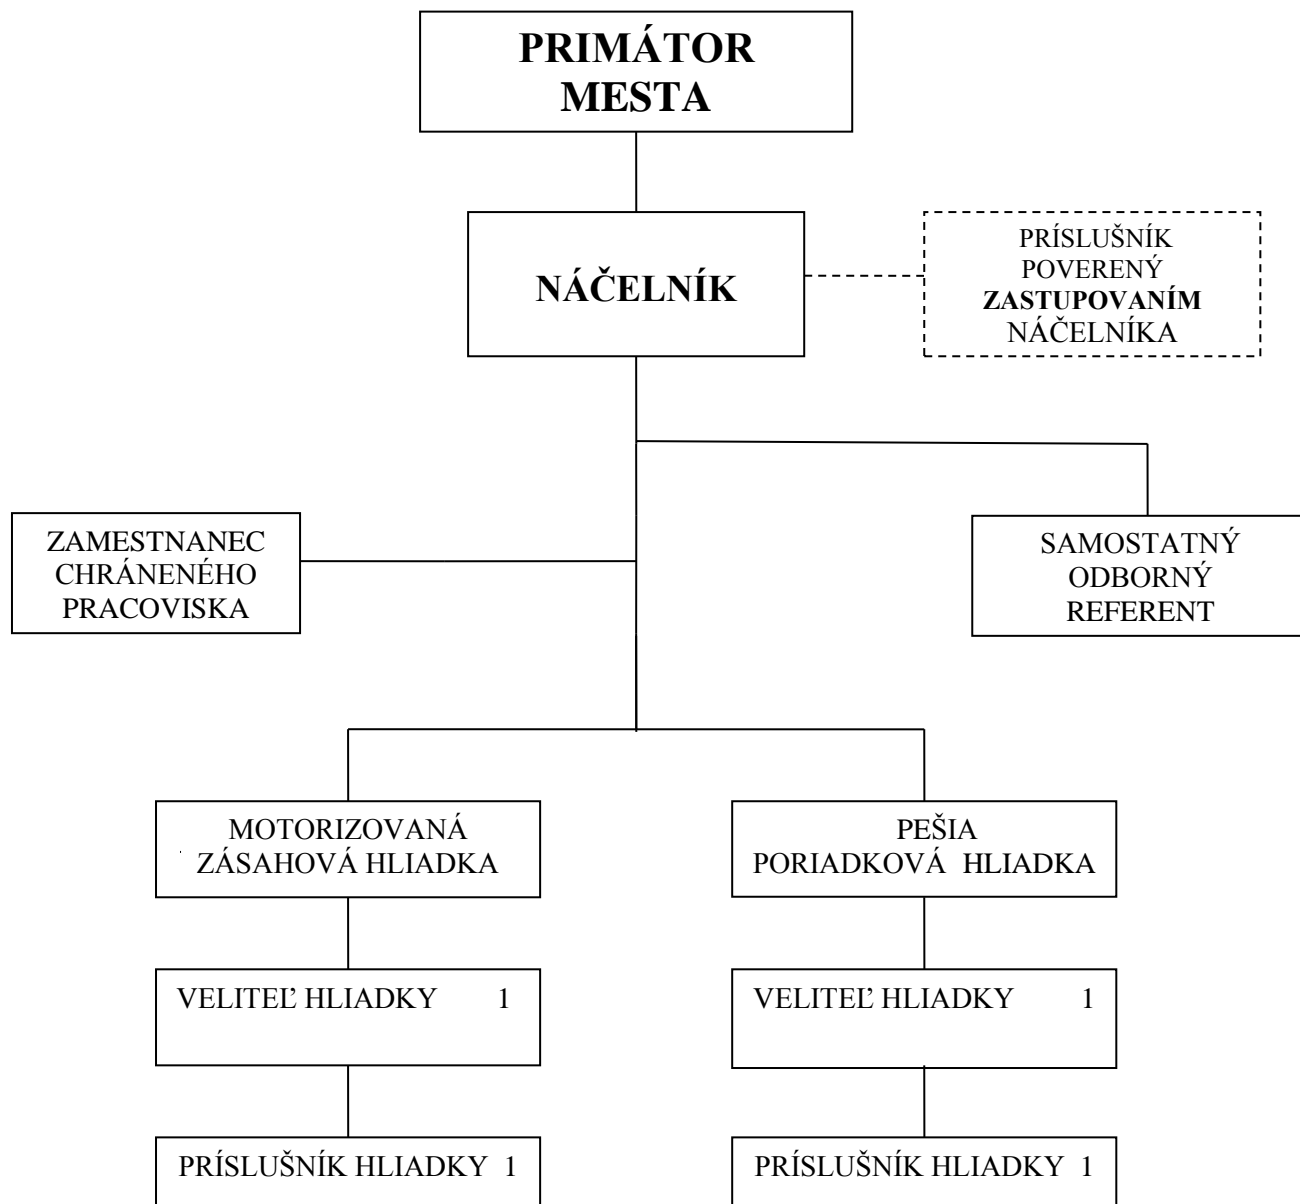 PRIMÁTOR
MESTA
NÁČELNÍK
PRÍSLUŠNÍK
POVERENÝ
ZASTUPOVANÍM
NÁČELNÍKA
ZAMESTNANEC
CHRÁNENÉHO
PRACOVISKA
SAMOSTATNÝ
ODBORNÝ
REFERENT
MOTORIZOVANÁ
ZÁSAHOVÁ HLIADKA
PEŠIA
PORIADKOVÁ HLIADKA
VELITEĽ HLIADKY 1
VELITEĽ HLIADKY 1
PRÍSLUŠNÍK HLIADKY 1
PRÍSLUŠNÍK HLIADKY 1